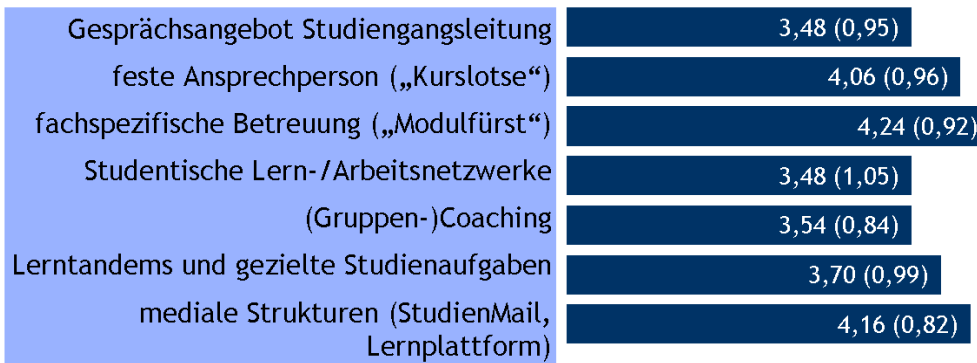 Gesprächsangebot Studiengangsleitung 3,48 (0,95)
feste Ansprechperson („Kurslotse“) 4,06 (0,96)
fachspezifische Betreuung („Modulfürst“) 4,24 (0,92)
Studentische Lern-/Arbeitsnetzwerke 3,48 (1,05)
(Gruppen-)Coaching 3,54 (0,84)
Lerntandems und gezielte Studienaufgaben 3,70 (0,99)
mediale Strukturen (StudienMail, 4,16 (0,82)
Lernplattform)